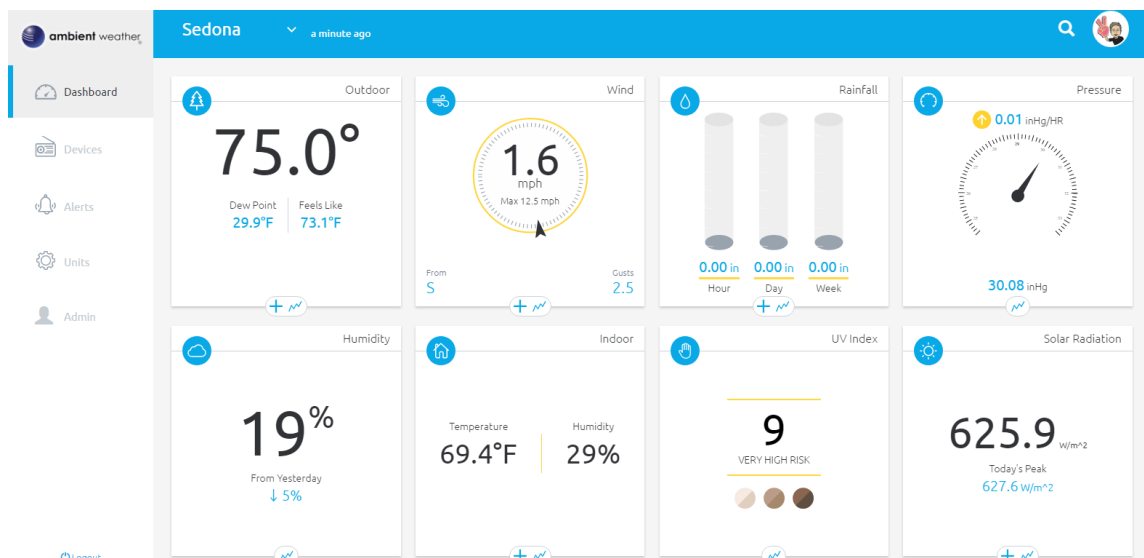 ambient weather
Sedona
a minute ago
Dashboard
Devices
Alerts
Units
Admin
Logout
Outdoor
75.0°
Dew Point
29.9°F
Feels Like
73.1°F
Wind
1.6
mph
Max 12.5 mph
From
S
Gusts
2.5
Rainfall
0.00 in
Hour
0.00 in
Day
0.00 in
Week
Pressure
0.01 inHg/HR
30.08 inHg
Humidity
19%
From Yesterday
↓ 5%
Indoor
Temperature
69.4°F
Humidity
29%
UV Index
9
VERY HIGH RISK
Solar Radiation
625.9 W/m^2
Today's Peak
627.6 W/m^2